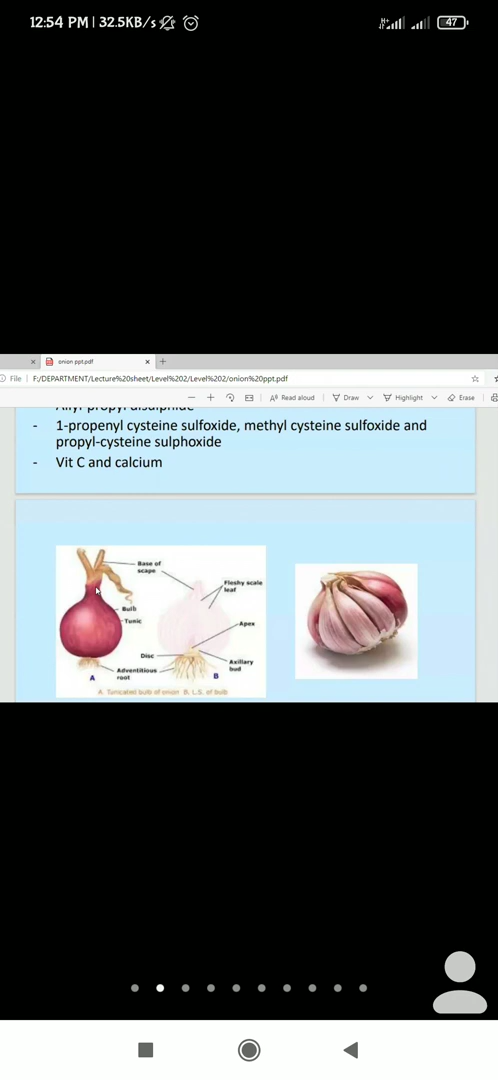 12:54 PM | 32.5KB/s
H+
47
onion ppt.pdf
File | F:/DEPARTMENT/Lecture%20sheet/Level%202/Level%202/onion%20ppt.pdf
Read aloud
Draw
Highlight
Erase
Allyl propyl disulphide
- 1-propenyl cysteine sulfoxide, methyl cysteine sulfoxide and
propyl-cysteine sulphoxide
- Vit C and calcium
Base of
scape
Fleshy scale
leaf
Bulb
Tunic
Apex
Disc
Axillary
bud
Adventitious
root
A
B
A. Tunicated bulb of onion B. L.S. of bulb